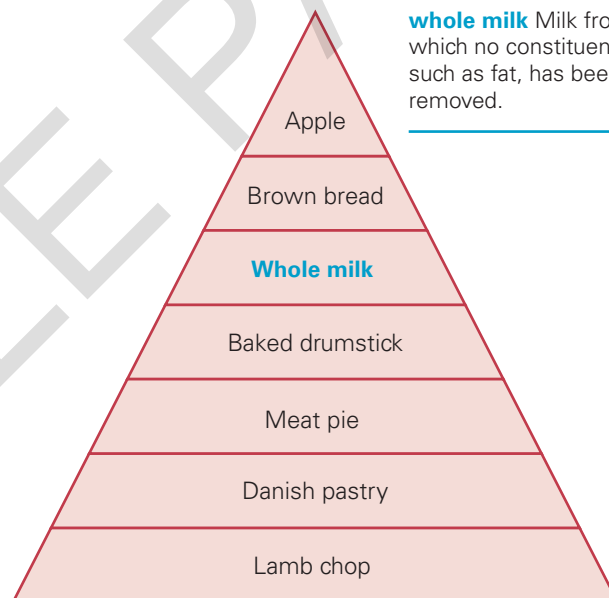 whole milk Milk fro
which no constituen
such as fat, has bee
removed.
Apple
Brown bread
Whole milk
Baked drumstick
Meat pie
Danish pastry
Lamb chop